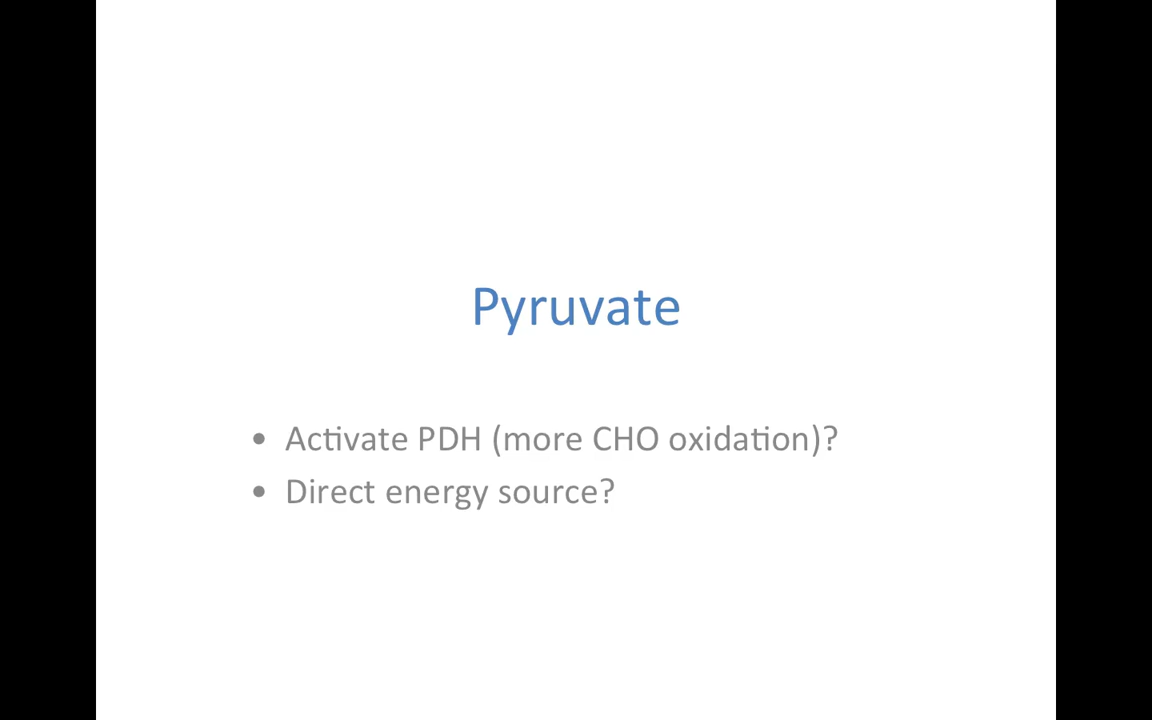 Pyruvate
• Activate PDH (more CHO oxidation)?
• Direct energy source?